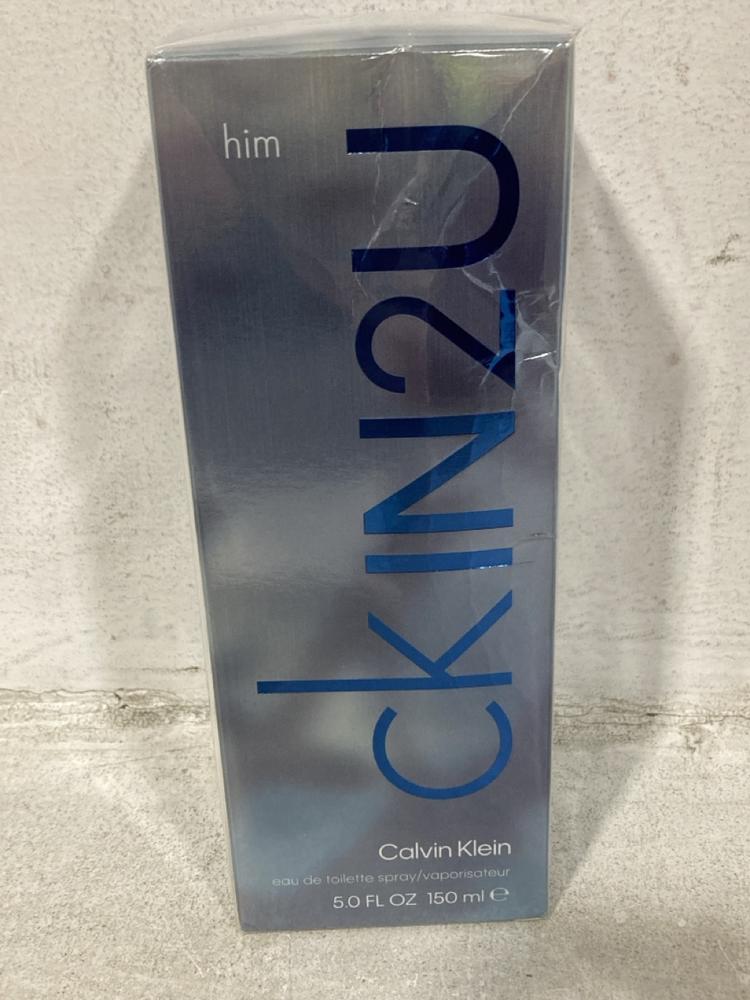 him
ckIN2U
Calvin Klein
eau de toilette spray/vaporisateur
5.0 FL OZ 150 ml ℮